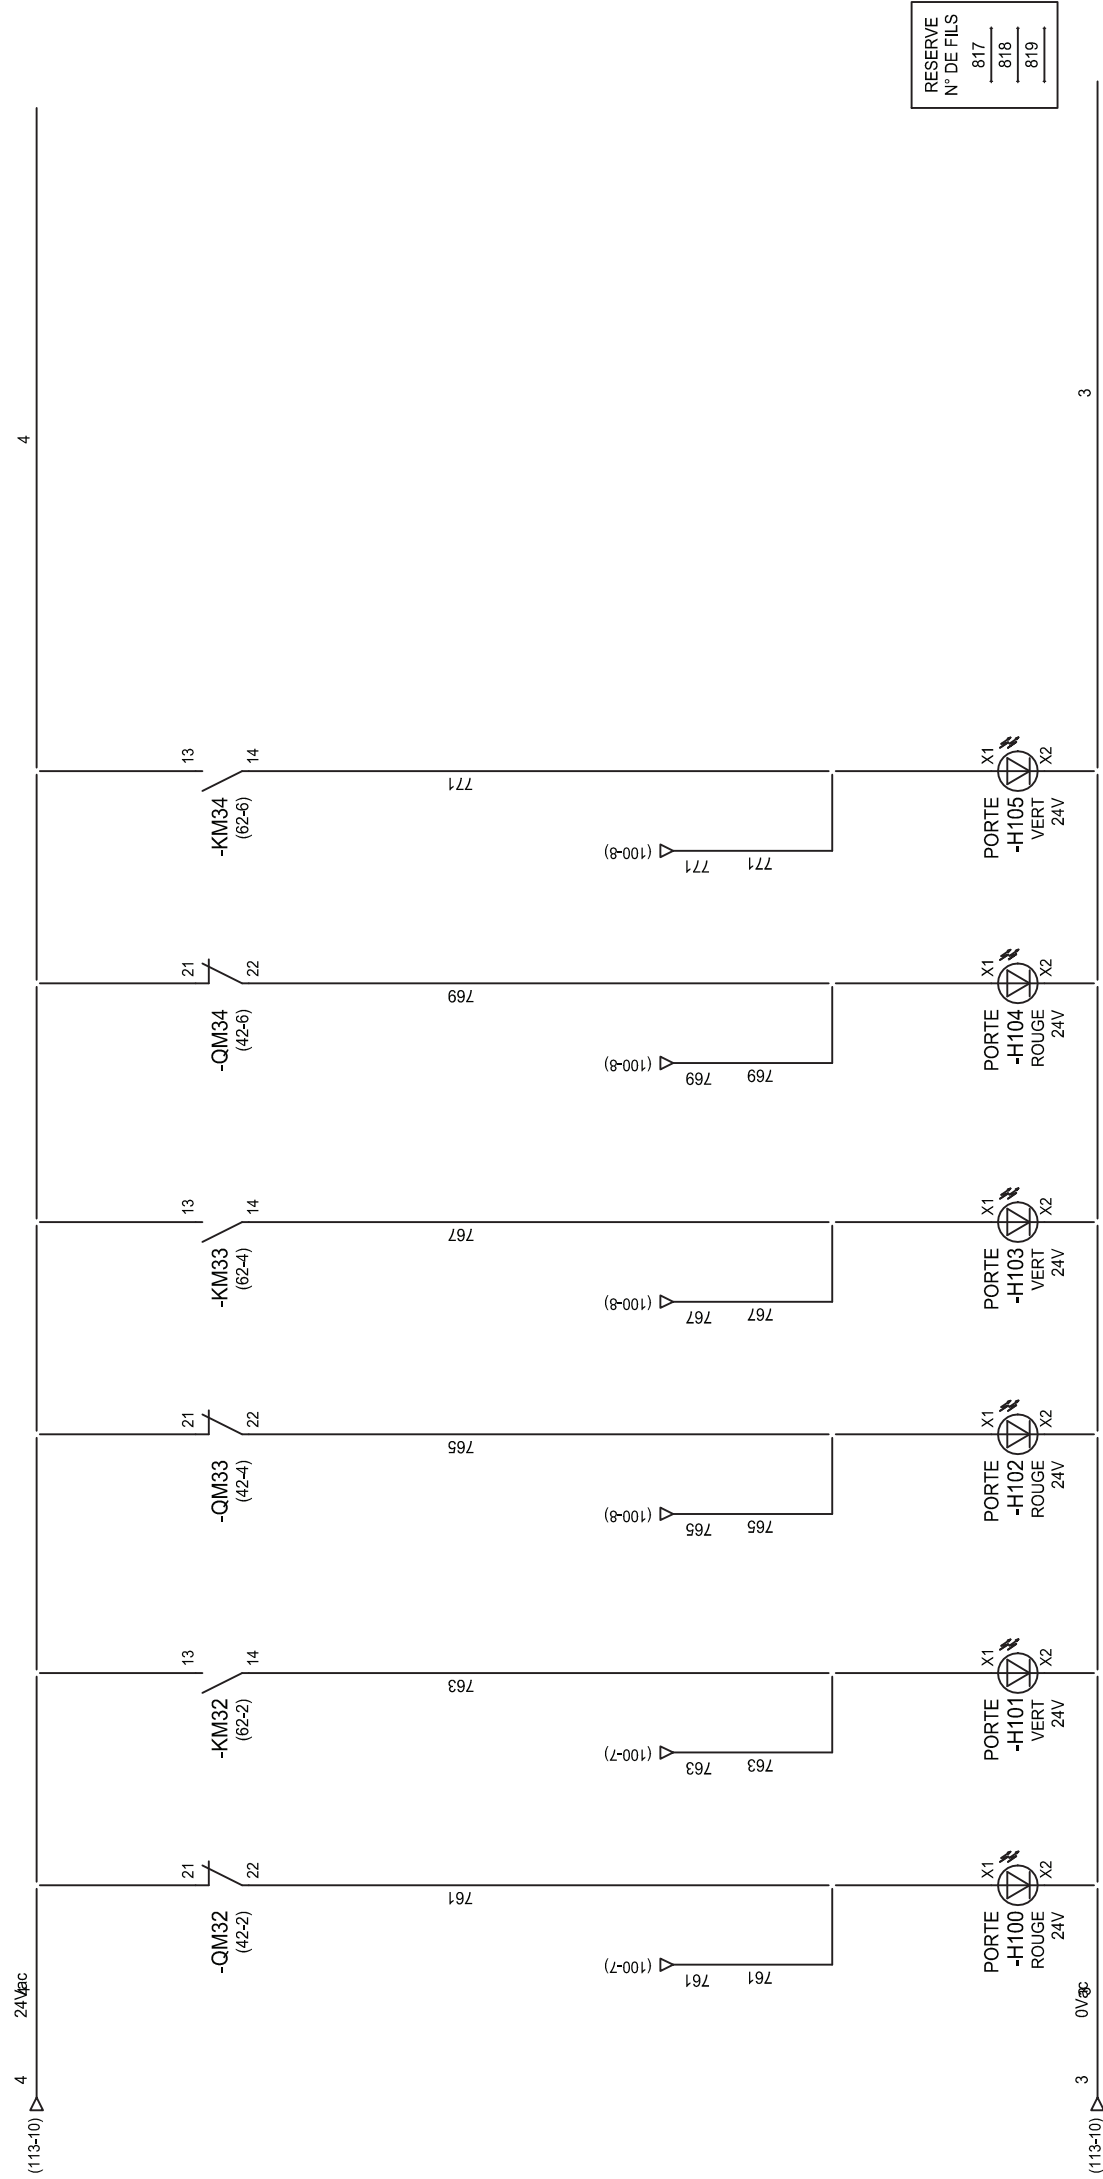 (113-10)
4
24Vac
4
4
-QM32
(42-2)
21
22
761
(100-7)
761
761
PORTE
-H100
ROUGE
24V
X1
X2
-KM32
(62-2)
13
14
763
(100-7)
763
763
PORTE
-H101
VERT
24V
X1
X2
-QM33
(42-4)
21
22
765
(100-8)
765
765
PORTE
-H102
ROUGE
24V
X1
X2
-KM33
(62-4)
13
14
767
(100-8)
767
767
PORTE
-H103
VERT
24V
X1
X2
-QM34
(42-6)
21
22
769
(100-8)
769
769
PORTE
-H104
ROUGE
24V
X1
X2
-KM34
(62-6)
13
14
771
(100-8)
771
771
PORTE
-H105
VERT
24V
X1
X2
RESERVE
N° DE FILS
817
818
819
(113-10)
3
0Vac
3
3